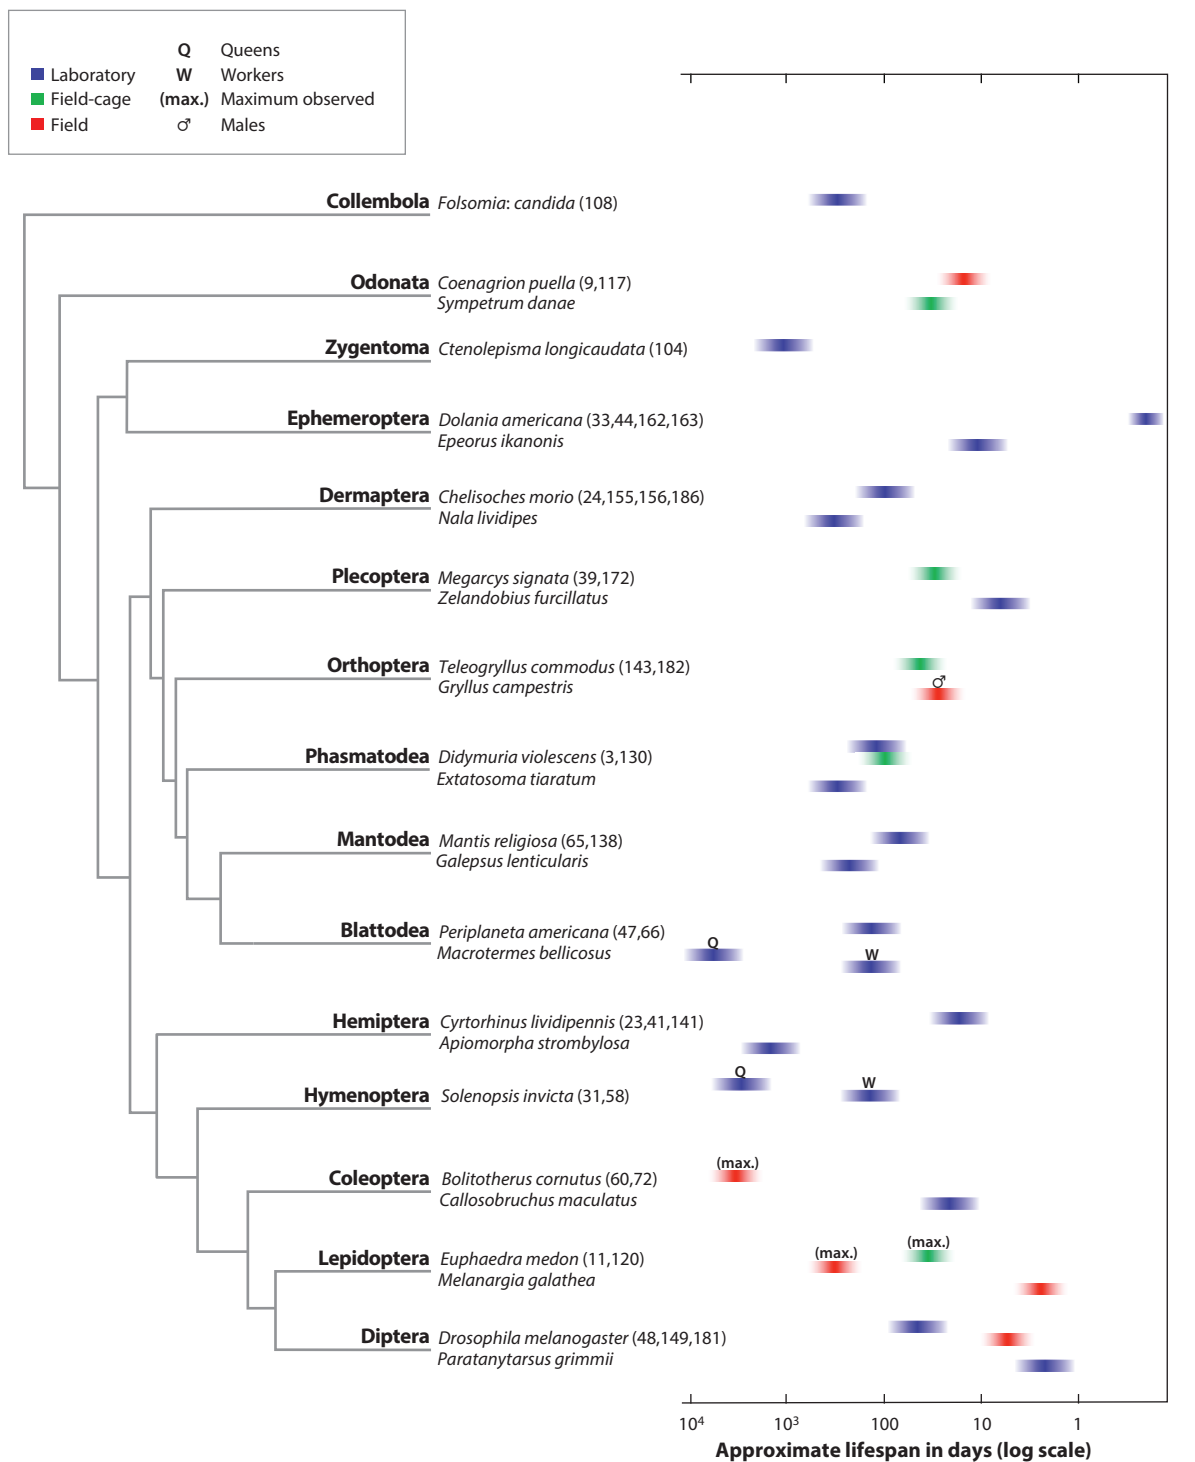 Q Queens
Laboratory W Workers
Field-cage (max.) Maximum observed
Field ♂ Males
Collembola Folsomia: candida (108)
Odonata Coenagrion puella (9,117)
Sympetrum danae
Zygentoma Ctenolepisma longicaudata (104)
Ephemeroptera Dolania americana (33,44,162,163)
Epeorus ikanonis
Dermaptera Chelisoches morio (24,155,156,186)
Nala lividipes
Plecoptera Megarcys signata (39,172)
Zelandobius furcillatus
Orthoptera Teleogryllus commodus (143,182)
♂
Gryllus campestris
Phasmatodea Didymuria violescens (3,130)
Extatosoma tiaratum
Mantodea Mantis religiosa (65,138)
Galepsus lenticularis
Blattodea Periplaneta americana (47,66)
Q
Macrotermes bellicosus W
Hemiptera Cyrtorhinus lividipennis (23,41,141)
Apiomorpha strombylosa
Q W
Hymenoptera Solenopsis invicta (31,58)
(max.)
Coleoptera Bolitotherus cornutus (60,72)
Callosobruchus maculatus
(max.) (max.)
Lepidoptera Euphaedra medon (11,120)
Melanargia galathea
Diptera Drosophila melanogaster (48,149,181)
Paratanytarsus grimmii
10⁴ 10³ 100 10 1
Approximate lifespan in days (log scale)